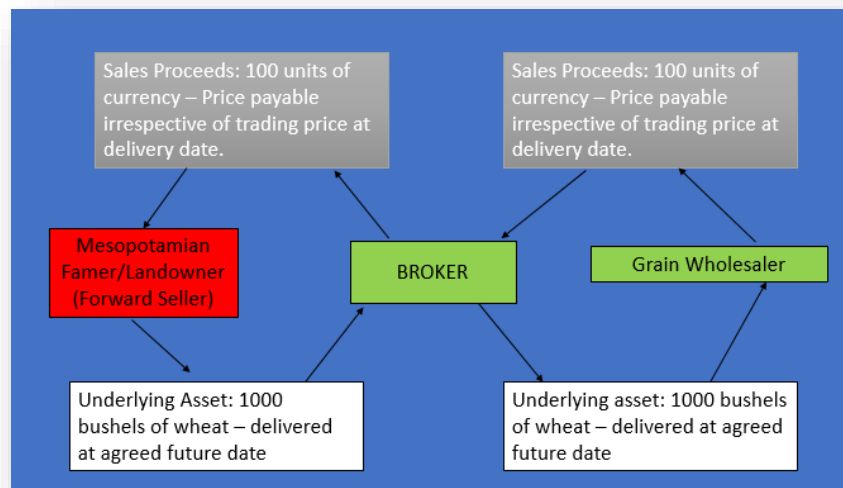 Sales Proceeds: 100 units of
currency – Price payable
irrespective of trading price at
delivery date.
Sales Proceeds: 100 units of
currency – Price payable
irrespective of trading price at
delivery date.
Mesopotamian
Famer/Landowner
(Forward Seller)
BROKER
Grain Wholesaler
Underlying Asset: 1000
bushels of wheat – delivered
at agreed future date
Underlying asset: 1000 bushels
of wheat – delivered at agreed
future date